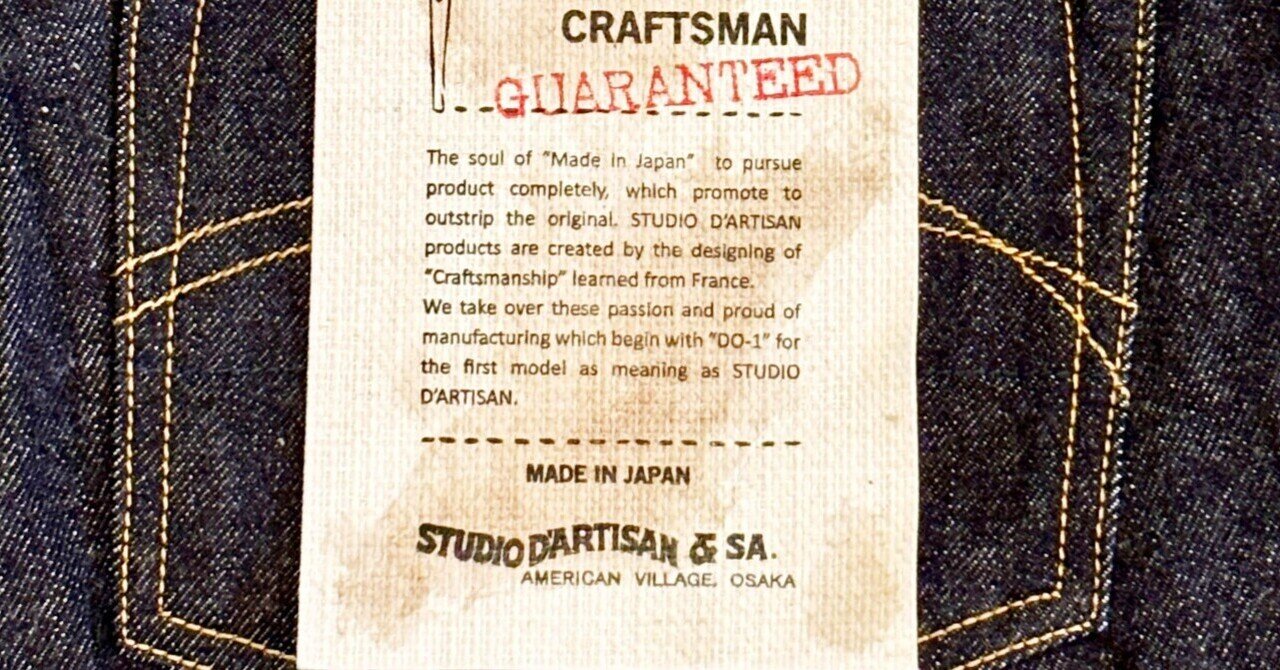 CRAFTSMAN
GUARANTEED
The soul of "Made in Japan" to pursue
product completely, which promote to
outstrip the original. STUDIO D'ARTISAN
products are created by the designing of
"Craftsmanship" learned from France.
We take over these passion and proud of
manufacturing which begin with "DO-1" for
the first model as meaning as STUDIO
D'ARTISAN.
MADE IN JAPAN
STUDIO D'ARTISAN & SA.
AMERICAN VILLAGE, OSAKA